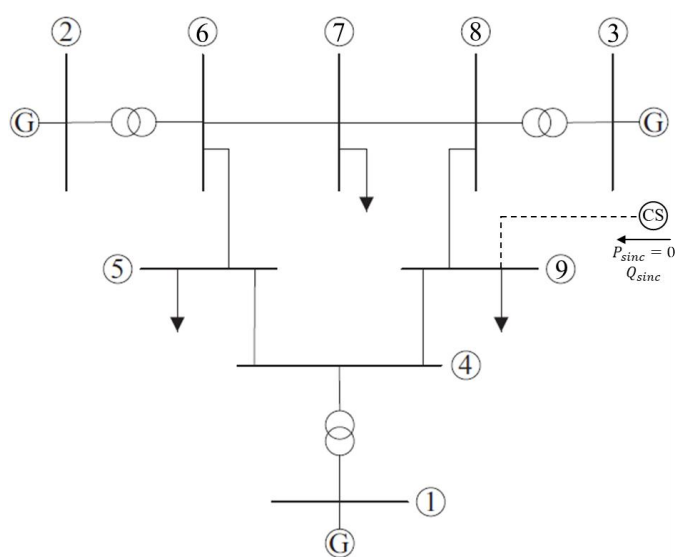 ② ⑥ ⑦ ⑧ ③
G G
CS
P_sinc = 0
Q_sinc
⑤ ⑨
④
①
G